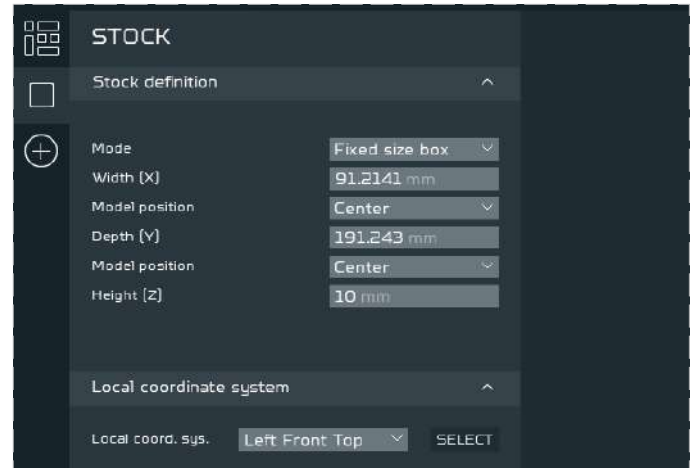 STOCK
Stock definition
Mode Fixed size box
Width (X) 91.2141 mm
Model position Center
Depth (Y) 191.243 mm
Model position Center
Height (Z) 10 mm
Local coordinate system
Local coord. sys. Left Front Top SELECT